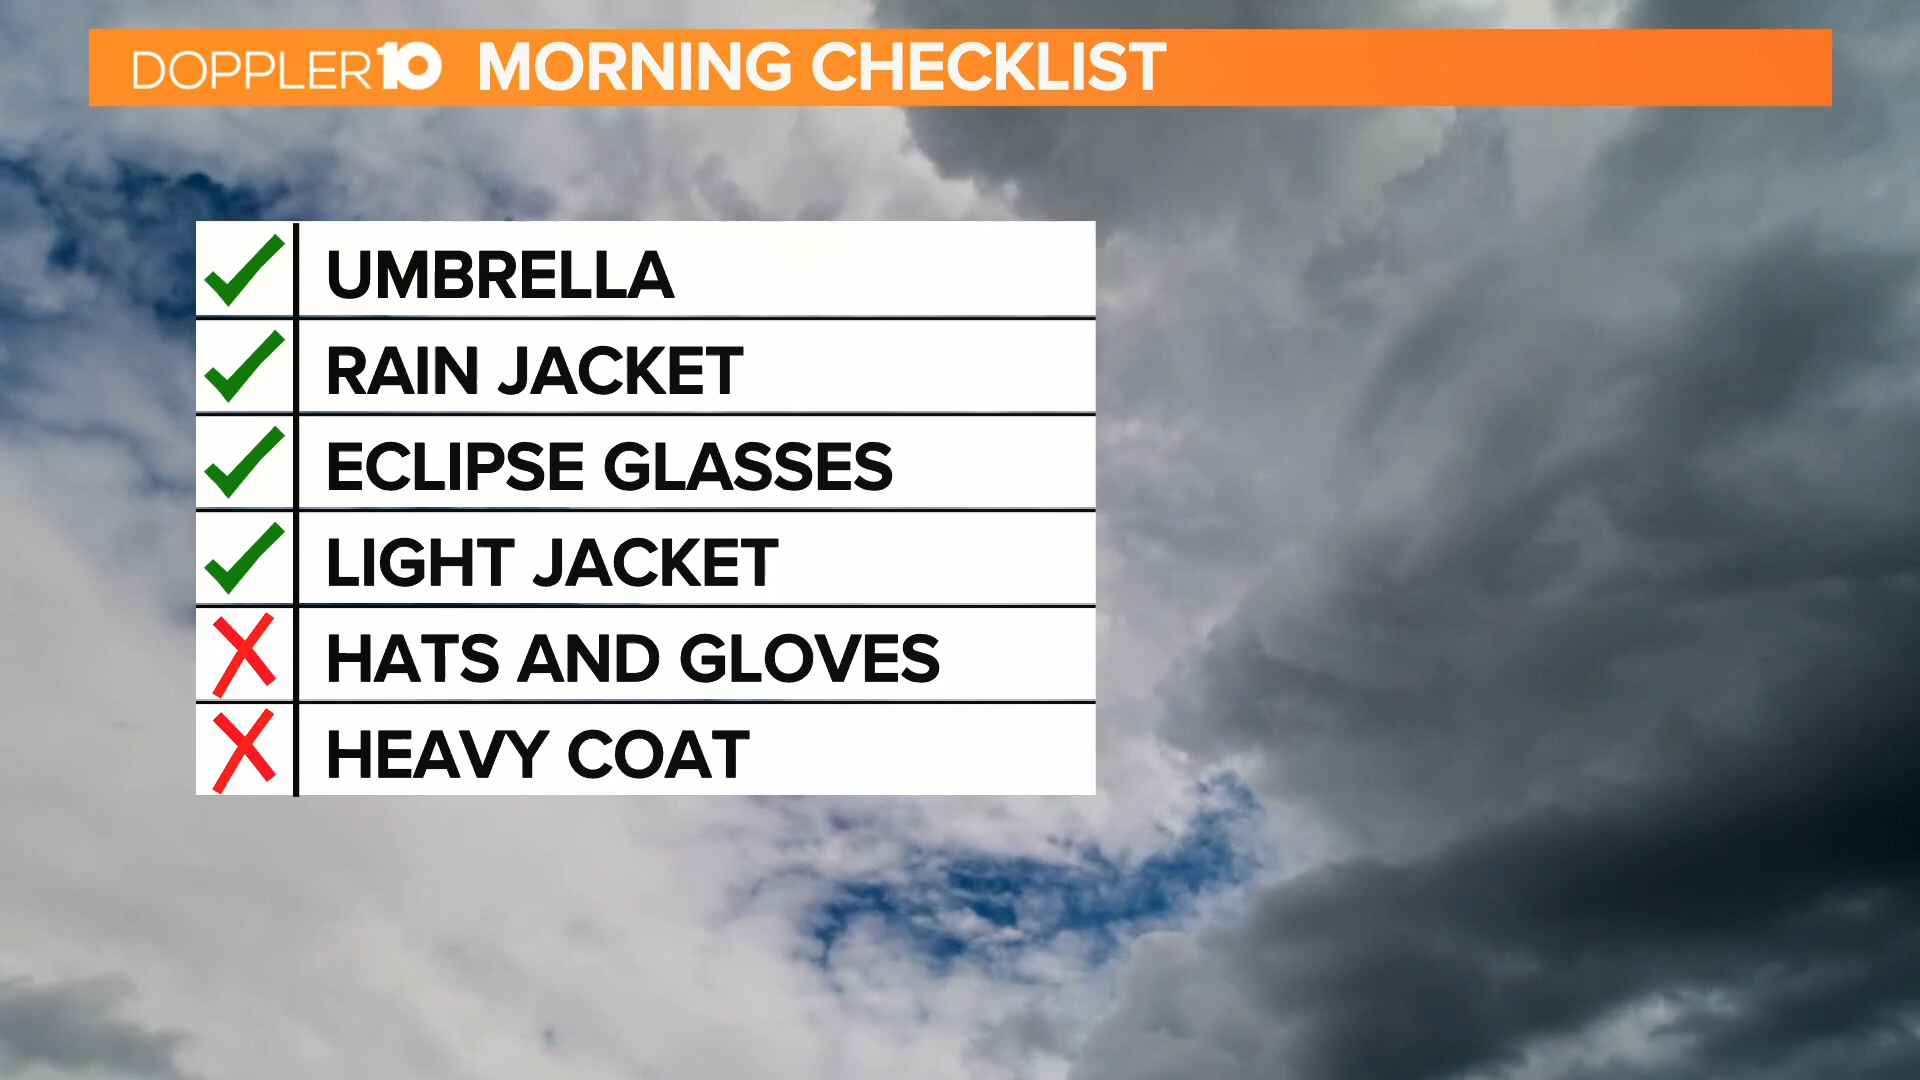 DOPPLER10 MORNING CHECKLIST
UMBRELLA
RAIN JACKET
ECLIPSE GLASSES
LIGHT JACKET
HATS AND GLOVES
HEAVY COAT